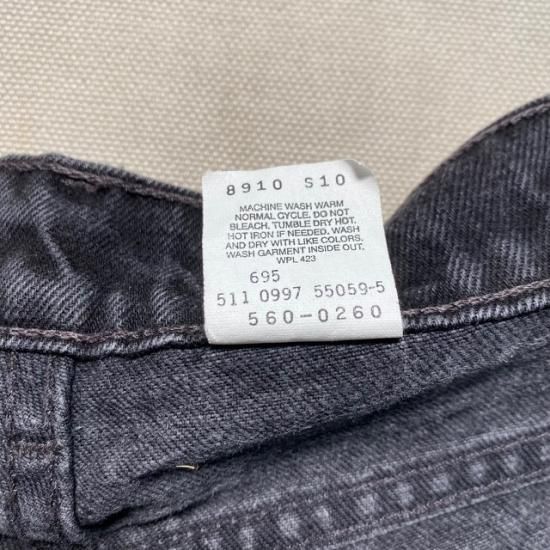 8910 S10
MACHINE WASH WARM
NORMAL CYCLE. DO NOT
BLEACH. TUMBLE DRY HOT.
HOT IRON IF NEEDED. WASH
AND DRY WITH LIKE COLORS.
WASH GARMENT INSIDE OUT.
WPL 423
695
511 0997 55059-5
560-0260